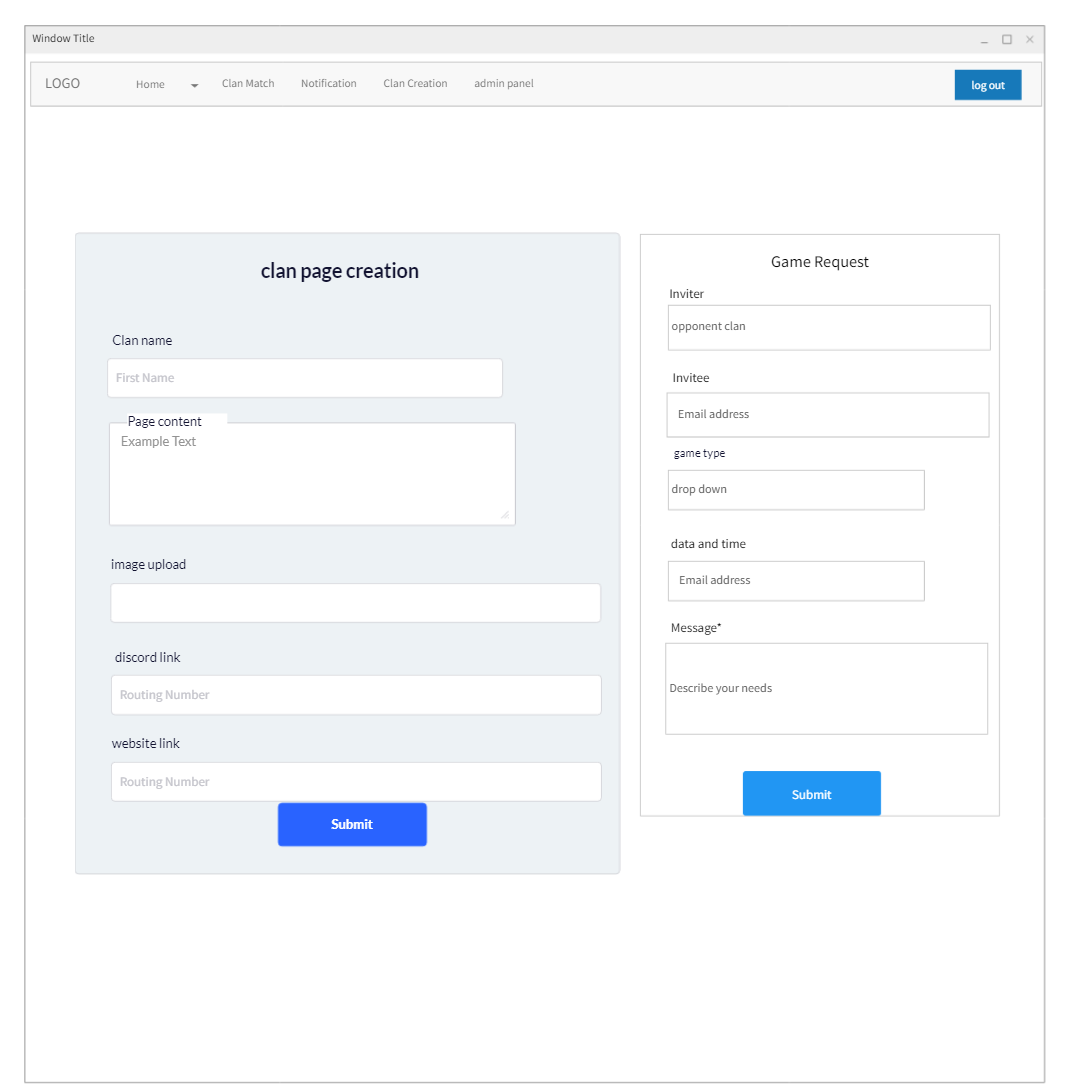 Window Title
LOGO Home Clan Match Notification Clan Creation admin panel log out
clan page creation
Clan name
First Name
Page content
Example Text
image upload
discord link
Routing Number
website link
Routing Number
Submit
Game Request
Inviter
opponent clan
Invitee
Email address
game type
drop down
data and time
Email address
Message*
Describe your needs
Submit